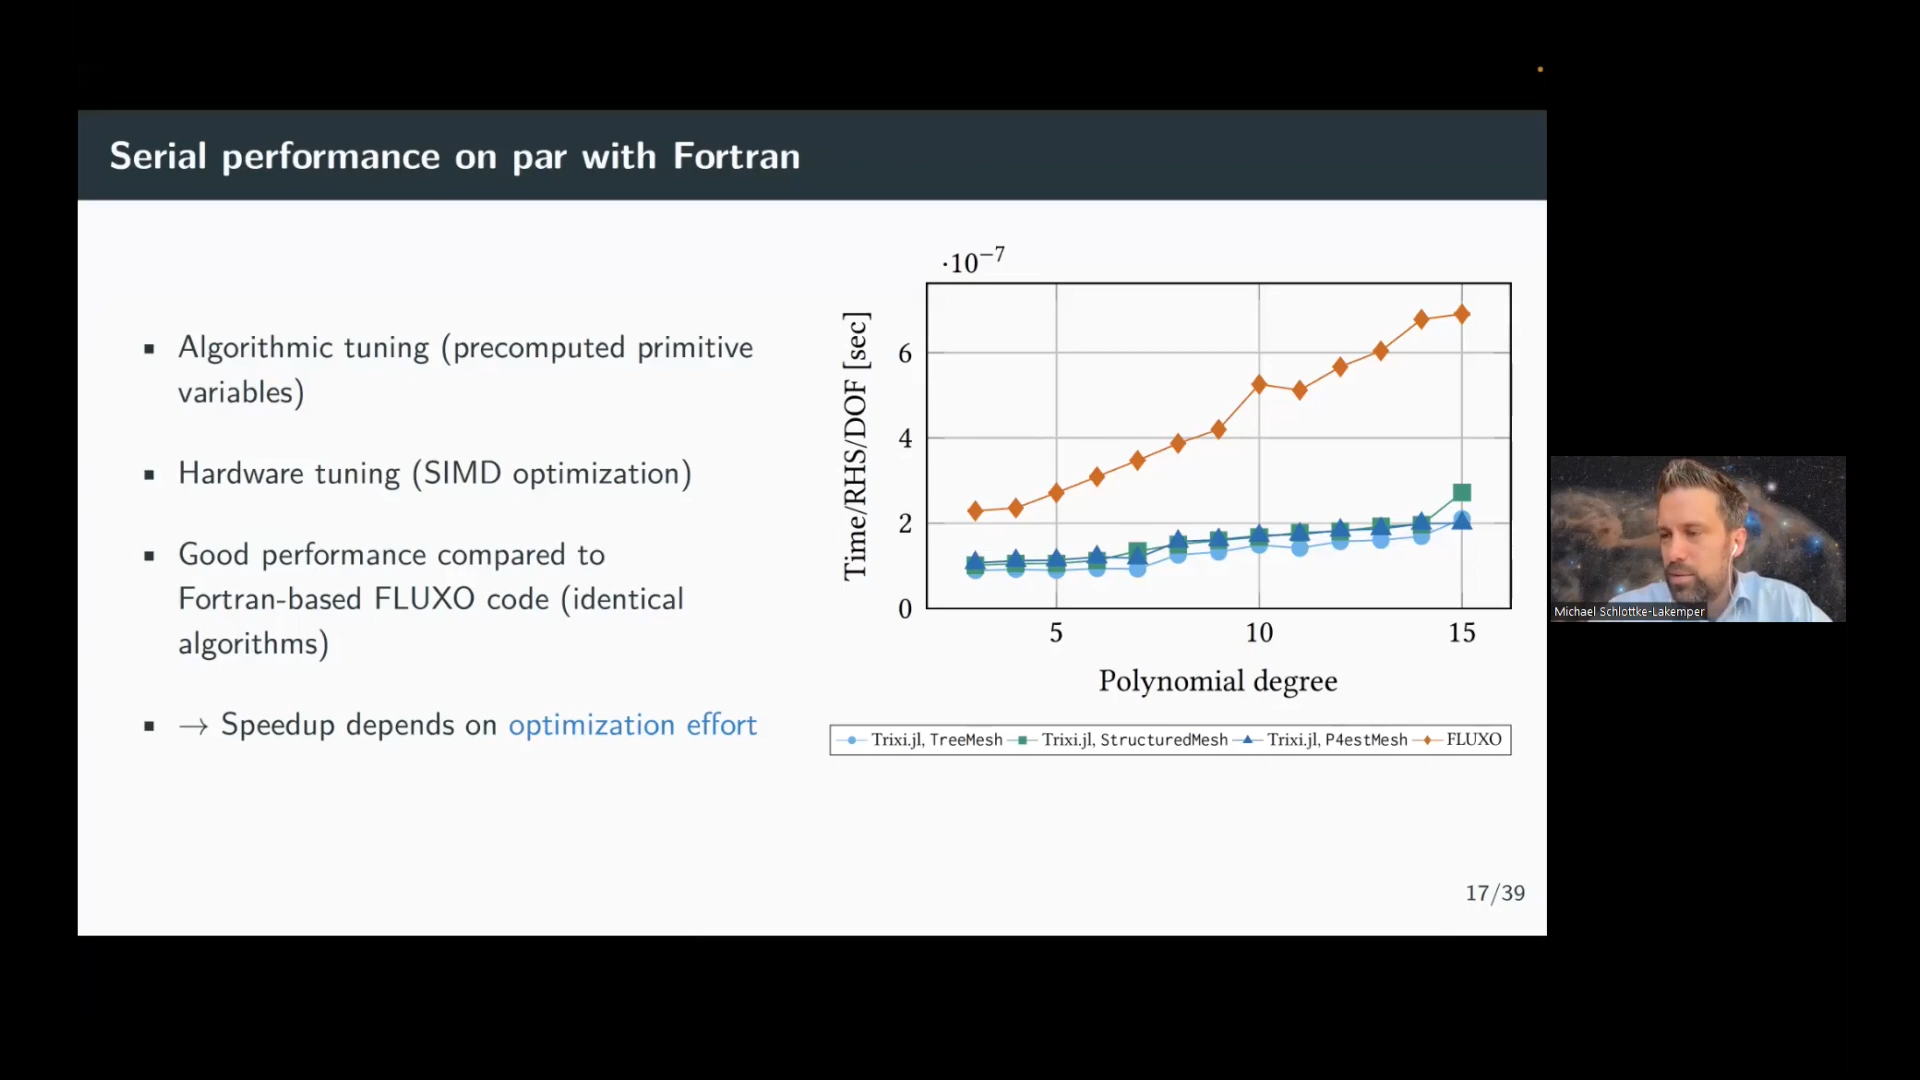 Serial performance on par with Fortran
▪ Algorithmic tuning (precomputed primitive
variables)
▪ Hardware tuning (SIMD optimization)
▪ Good performance compared to
Fortran-based FLUXO code (identical
algorithms)
▪ → Speedup depends on optimization effort
·10⁻⁷
Time/RHS/DOF [sec]
6
4
2
0
5 10 15
Polynomial degree
Trixi.jl, TreeMesh Trixi.jl, StructuredMesh Trixi.jl, P4estMesh FLUXO
17/39
Michael Schlottke-Lakemper